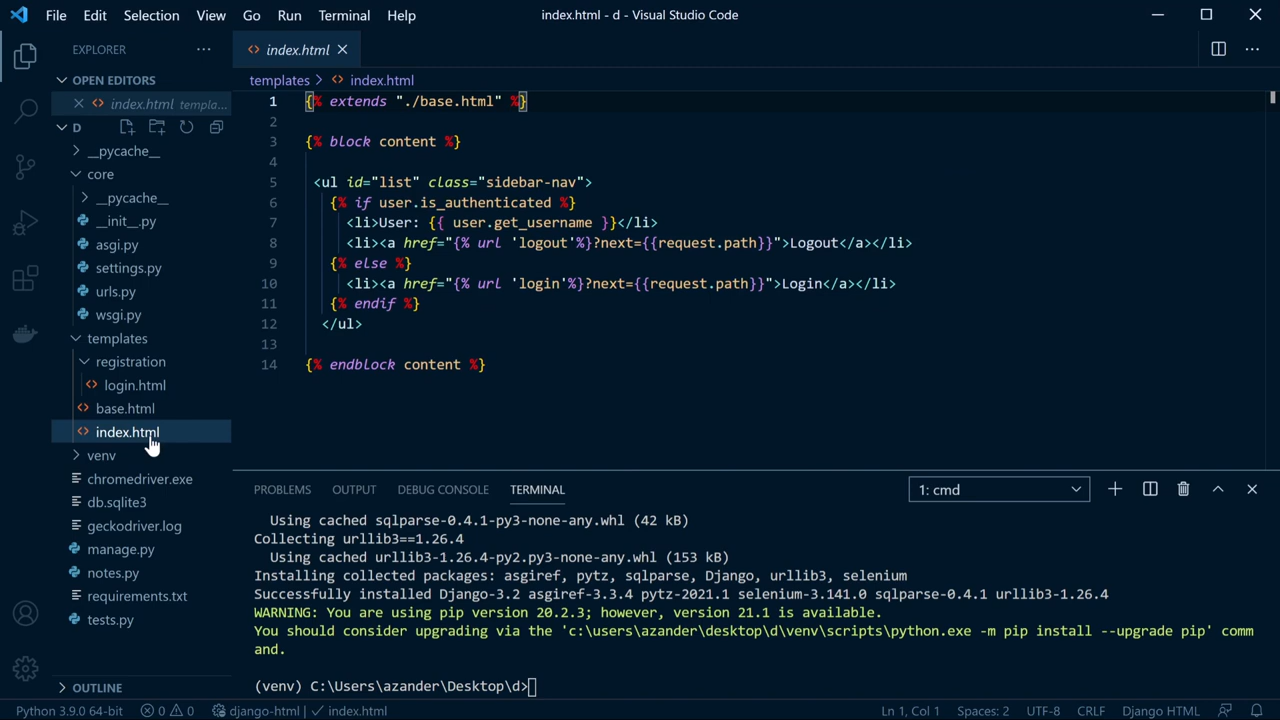 File Edit Selection View Go Run Terminal Help
index.html - d - Visual Studio Code
EXPLORER
OPEN EDITORS
index.html templa...
D
__pycache__
core
__pycache__
__init__.py
asgi.py
settings.py
urls.py
wsgi.py
templates
registration
login.html
base.html
index.html
venv
chromedriver.exe
db.sqlite3
geckodriver.log
manage.py
notes.py
requirements.txt
tests.py
OUTLINE
index.html
templates > index.html
1 {% extends "./base.html" %}
2
3 {% block content %}
4
5 <ul id="list" class="sidebar-nav">
6 {% if user.is_authenticated %}
7 <li>User: {{ user.get_username }}</li>
8 <li><a href="{% url 'logout'%}?next={{request.path}}">Logout</a></li>
9 {% else %}
10 <li><a href="{% url 'login'%}?next={{request.path}}">Login</a></li>
11 {% endif %}
12 </ul>
13
14 {% endblock content %}
PROBLEMS OUTPUT DEBUG CONSOLE TERMINAL
1: cmd
Using cached sqlparse-0.4.1-py3-none-any.whl (42 kB)
Collecting urllib3==1.26.4
Using cached urllib3-1.26.4-py2.py3-none-any.whl (153 kB)
Installing collected packages: asgiref, pytz, sqlparse, Django, urllib3, selenium
Successfully installed Django-3.2 asgiref-3.3.4 pytz-2021.1 selenium-3.141.0 sqlparse-0.4.1 urllib3-1.26.4
WARNING: You are using pip version 20.2.3; however, version 21.1 is available.
You should consider upgrading via the 'c:\users\azander\desktop\d\venv\scripts\python.exe -m pip install --upgrade pip' comm
and.
(venv) C:\Users\azander\Desktop\d>
Python 3.9.0 64-bit 0 0 django-html | ✓ index.html
Ln 1, Col 1 Spaces: 2 UTF-8 CRLF Django HTML